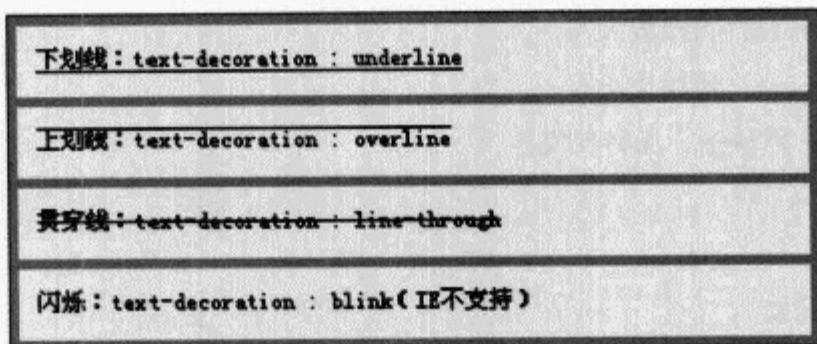 下划线：text-decoration : underline
上划线：text-decoration : overline
贯穿线：text-decoration : line-through
闪烁：text-decoration : blink（IE不支持）